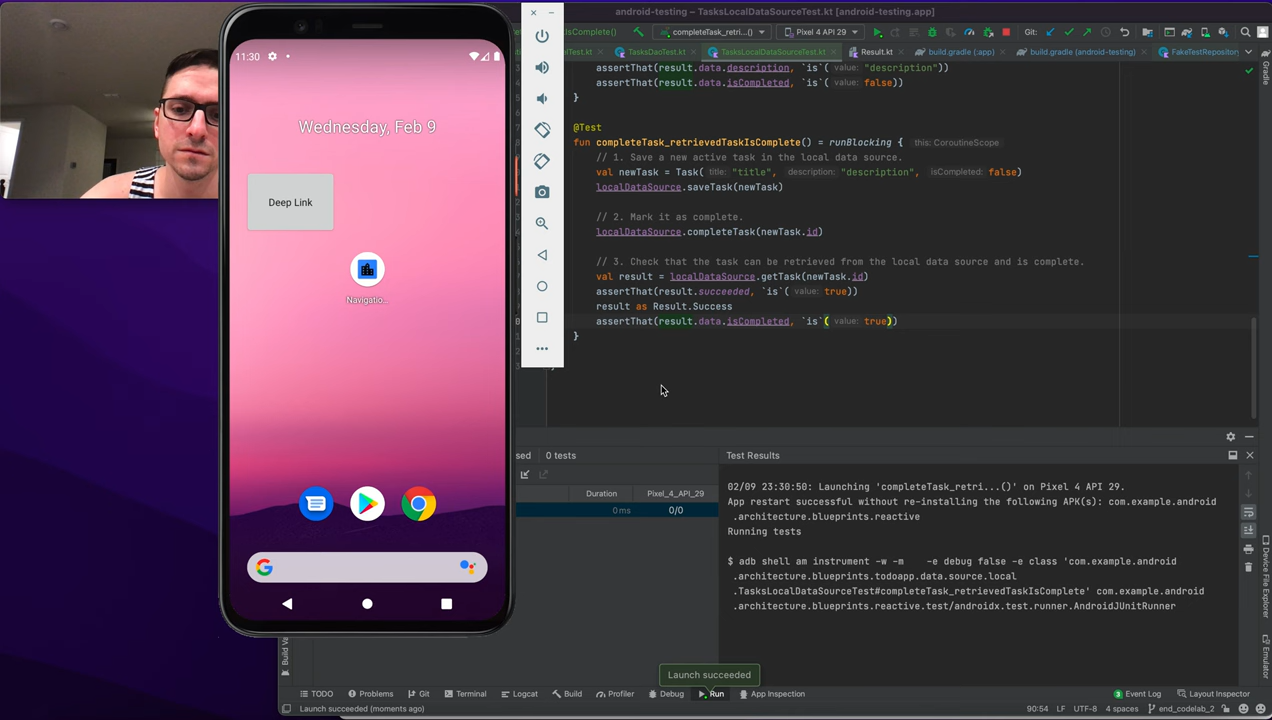 android-testing – TasksLocalDataSourceTest.kt [android-testing.app]
IsComplete()
completeTask_retri...()
Pixel 4 API 29
Git:
TasksDaoTest.kt
TasksLocalDataSourceTest.kt
Result.kt
build.gradle (:app)
build.gradle (android-testing)
FakeTestRepository
Gradle
11:30
Wednesday, Feb 9
Deep Link
Navigatio...
assertThat(result.data.description, `is`( value: "description"))
assertThat(result.data.isCompleted, `is`( value: false))
}
@Test
fun completeTask_retrievedTaskIsComplete() = runBlocking { this: CoroutineScope
// 1. Save a new active task in the local data source.
val newTask = Task( title: "title", description: "description", isCompleted: false)
localDataSource.saveTask(newTask)
// 2. Mark it as complete.
localDataSource.completeTask(newTask.id)
// 3. Check that the task can be retrieved from the local data source and is complete.
val result = localDataSource.getTask(newTask.id)
assertThat(result.succeeded, `is`( value: true))
result as Result.Success
assertThat(result.data.isCompleted, `is`( value: true))
}
0 tests
Test Results
Duration
Pixel_4_API_29
0 ms
0/0
02/09 23:30:50: Launching 'completeTask_retri...()' on Pixel 4 API 29.
App restart successful without re-installing the following APK(s): com.example.android
.architecture.blueprints.reactive
Running tests
$ adb shell am instrument -w -m    -e debug false -e class 'com.example.android
.architecture.blueprints.todoapp.data.source.local
.TasksLocalDataSourceTest#completeTask_retrievedTaskIsComplete' com.example.android
.architecture.blueprints.reactive.test/androidx.test.runner.AndroidJUnitRunner
Device File Explorer
Emulator
Launch succeeded
TODO
Problems
Git
Terminal
Logcat
Build
Profiler
Debug
Run
App Inspection
3 Event Log
Layout Inspector
Launch succeeded (moments ago)
90:54
LF
UTF-8
4 spaces
end_codelab_2